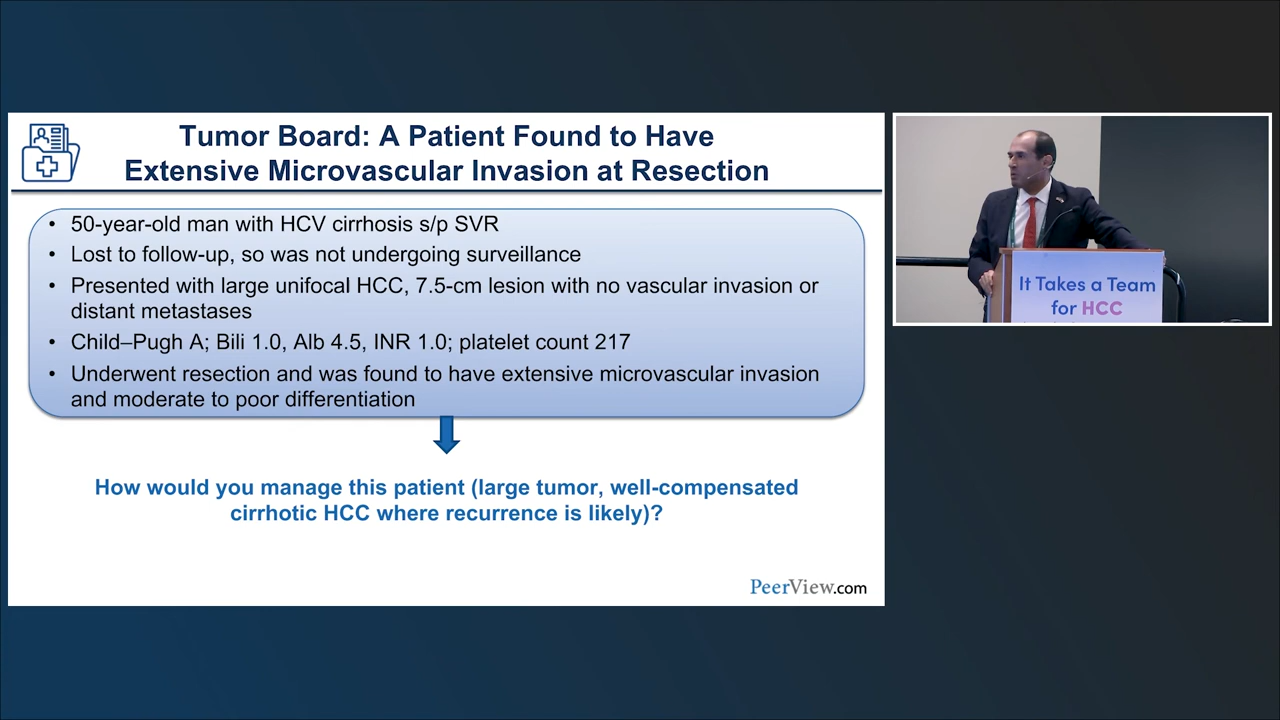 Tumor Board: A Patient Found to Have
Extensive Microvascular Invasion at Resection
• 50-year-old man with HCV cirrhosis s/p SVR
• Lost to follow-up, so was not undergoing surveillance
• Presented with large unifocal HCC, 7.5-cm lesion with no vascular invasion or
distant metastases
• Child–Pugh A; Bili 1.0, Alb 4.5, INR 1.0; platelet count 217
• Underwent resection and was found to have extensive microvascular invasion
and moderate to poor differentiation
How would you manage this patient (large tumor, well-compensated
cirrhotic HCC where recurrence is likely)?
PeerView.com
It Takes a Team
for HCC